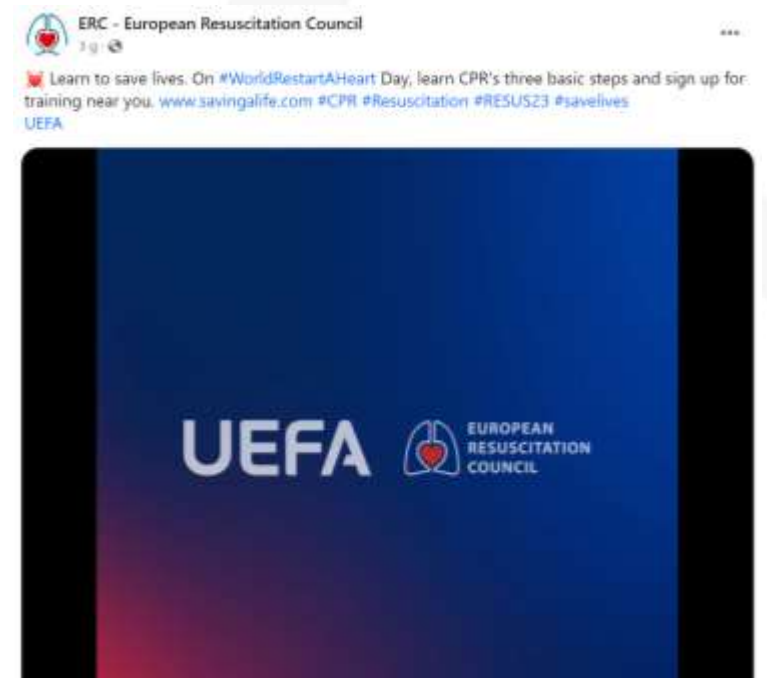 ERC - European Resuscitation Council
3 g
Learn to save lives. On #WorldRestartAHeart Day, learn CPR's three basic steps and sign up for
training near you. www.savingalife.com #CPR #Resuscitation #RESUS23 #savelives
UEFA
UEFA
EUROPEAN
RESUSCITATION
COUNCIL